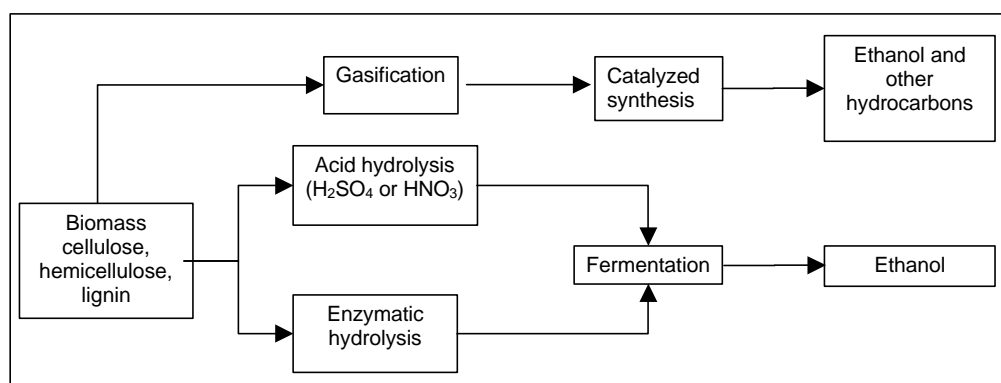 Gasification
Catalyzed
synthesis
Ethanol and
other
hydrocarbons
Acid hydrolysis
(H₂SO₄ or HNO₃)
Biomass
cellulose,
hemicellulose,
lignin
Fermentation
Ethanol
Enzymatic
hydrolysis